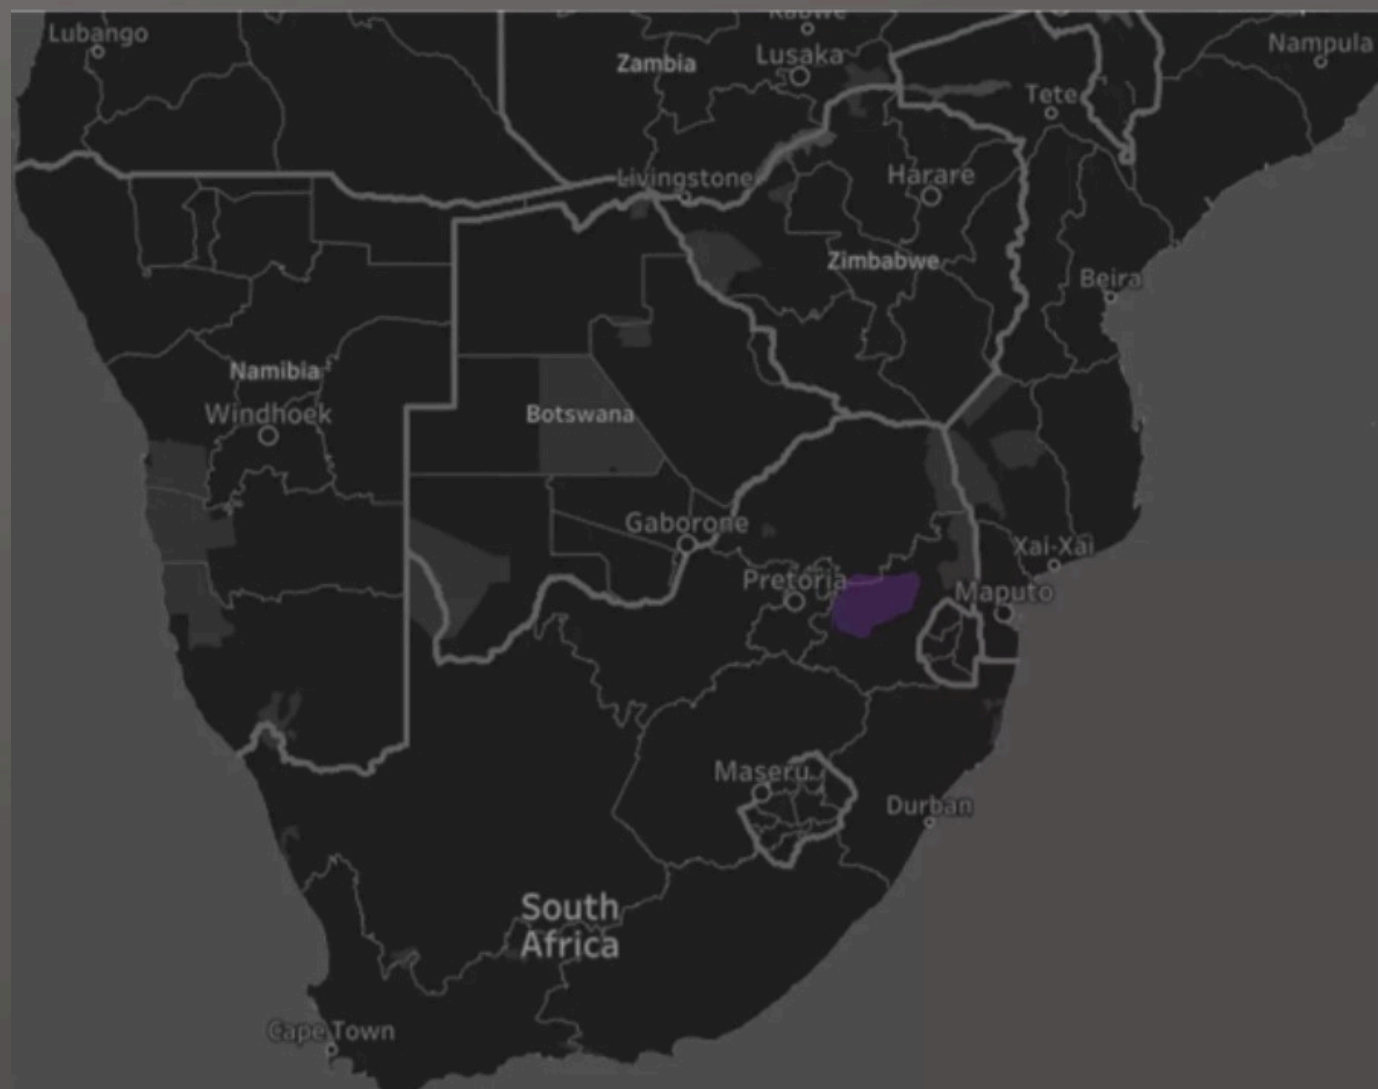 Kabwe
Lubango
Nampula
Lusaka
Zambia
Tete
Harare
Livingstone
Zimbabwe
Beira
Namibia
Windhoek
Botswana
Gaborone
Xai-Xai
Pretoria
Maputo
Maseru
Durban
South
Africa
Cape Town